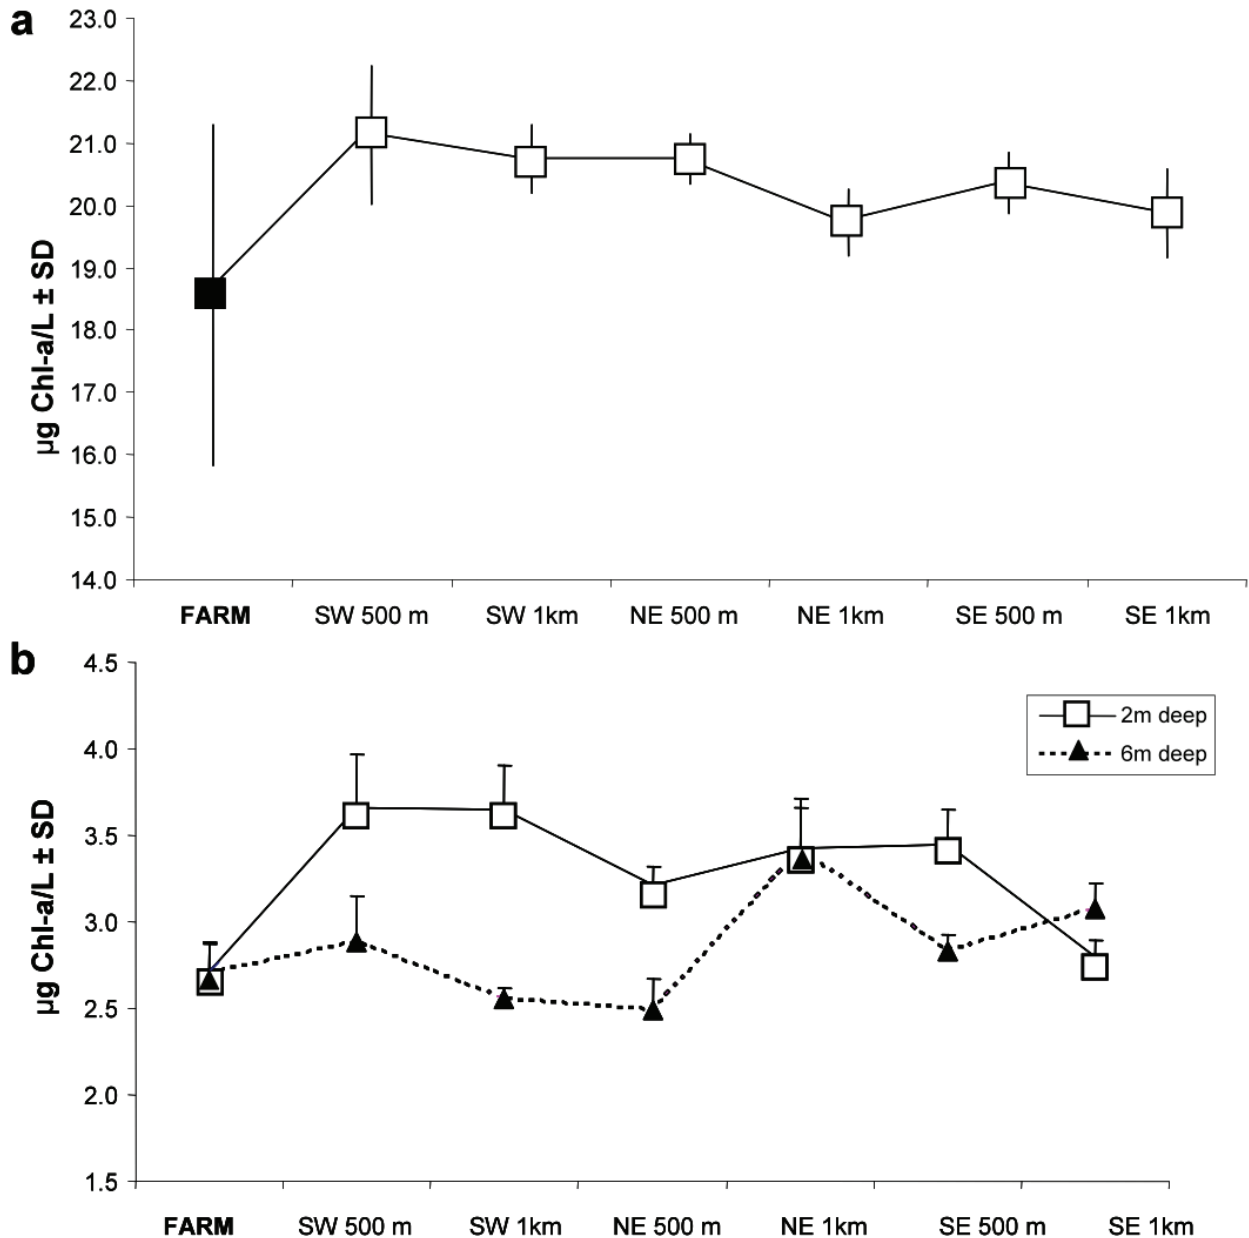 a
μg Chl-a/L ± SD
23.0
22.0
21.0
20.0
19.0
18.0
17.0
16.0
15.0
14.0
FARM SW 500 m SW 1km NE 500 m NE 1km SE 500 m SE 1km
b
μg Chl-a/L ± SD
4.5
4.0
3.5
3.0
2.5
2.0
1.5
2m deep
6m deep
FARM SW 500 m SW 1km NE 500 m NE 1km SE 500 m SE 1km